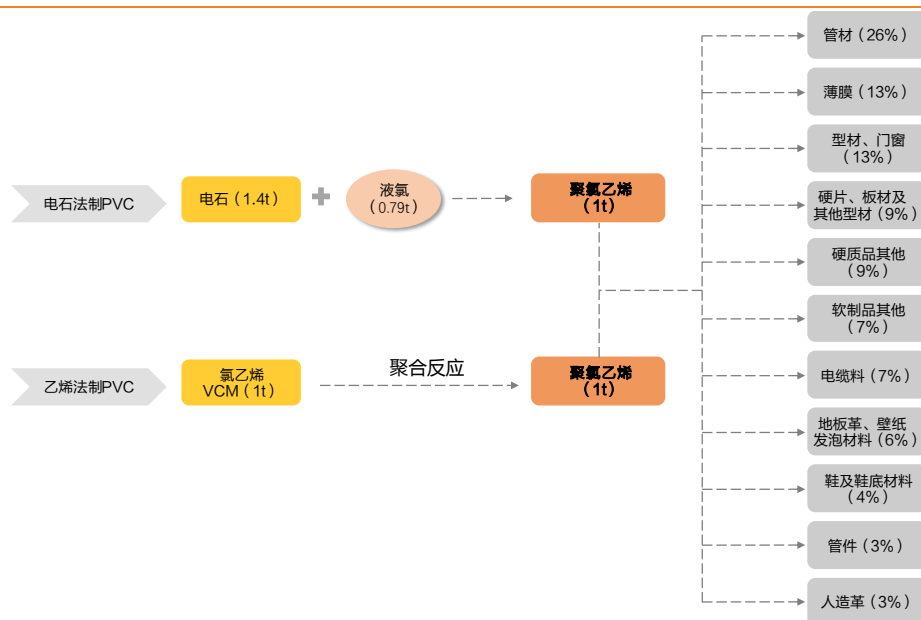 电石法制PVC
电石（1.4t）
液氯
（0.79t）
聚氯乙烯
（1t）
乙烯法制PVC
氯乙烯
VCM（1t）
聚合反应
聚氯乙烯
（1t）
管材（26%）
薄膜（13%）
型材、门窗
（13%）
硬片、板材及
其他型材（9%）
硬质品其他
（9%）
软制品其他
（7%）
电缆料（7%）
地板革、壁纸
发泡材料（6%）
鞋及鞋底材料
（4%）
管件（3%）
人造革（3%）